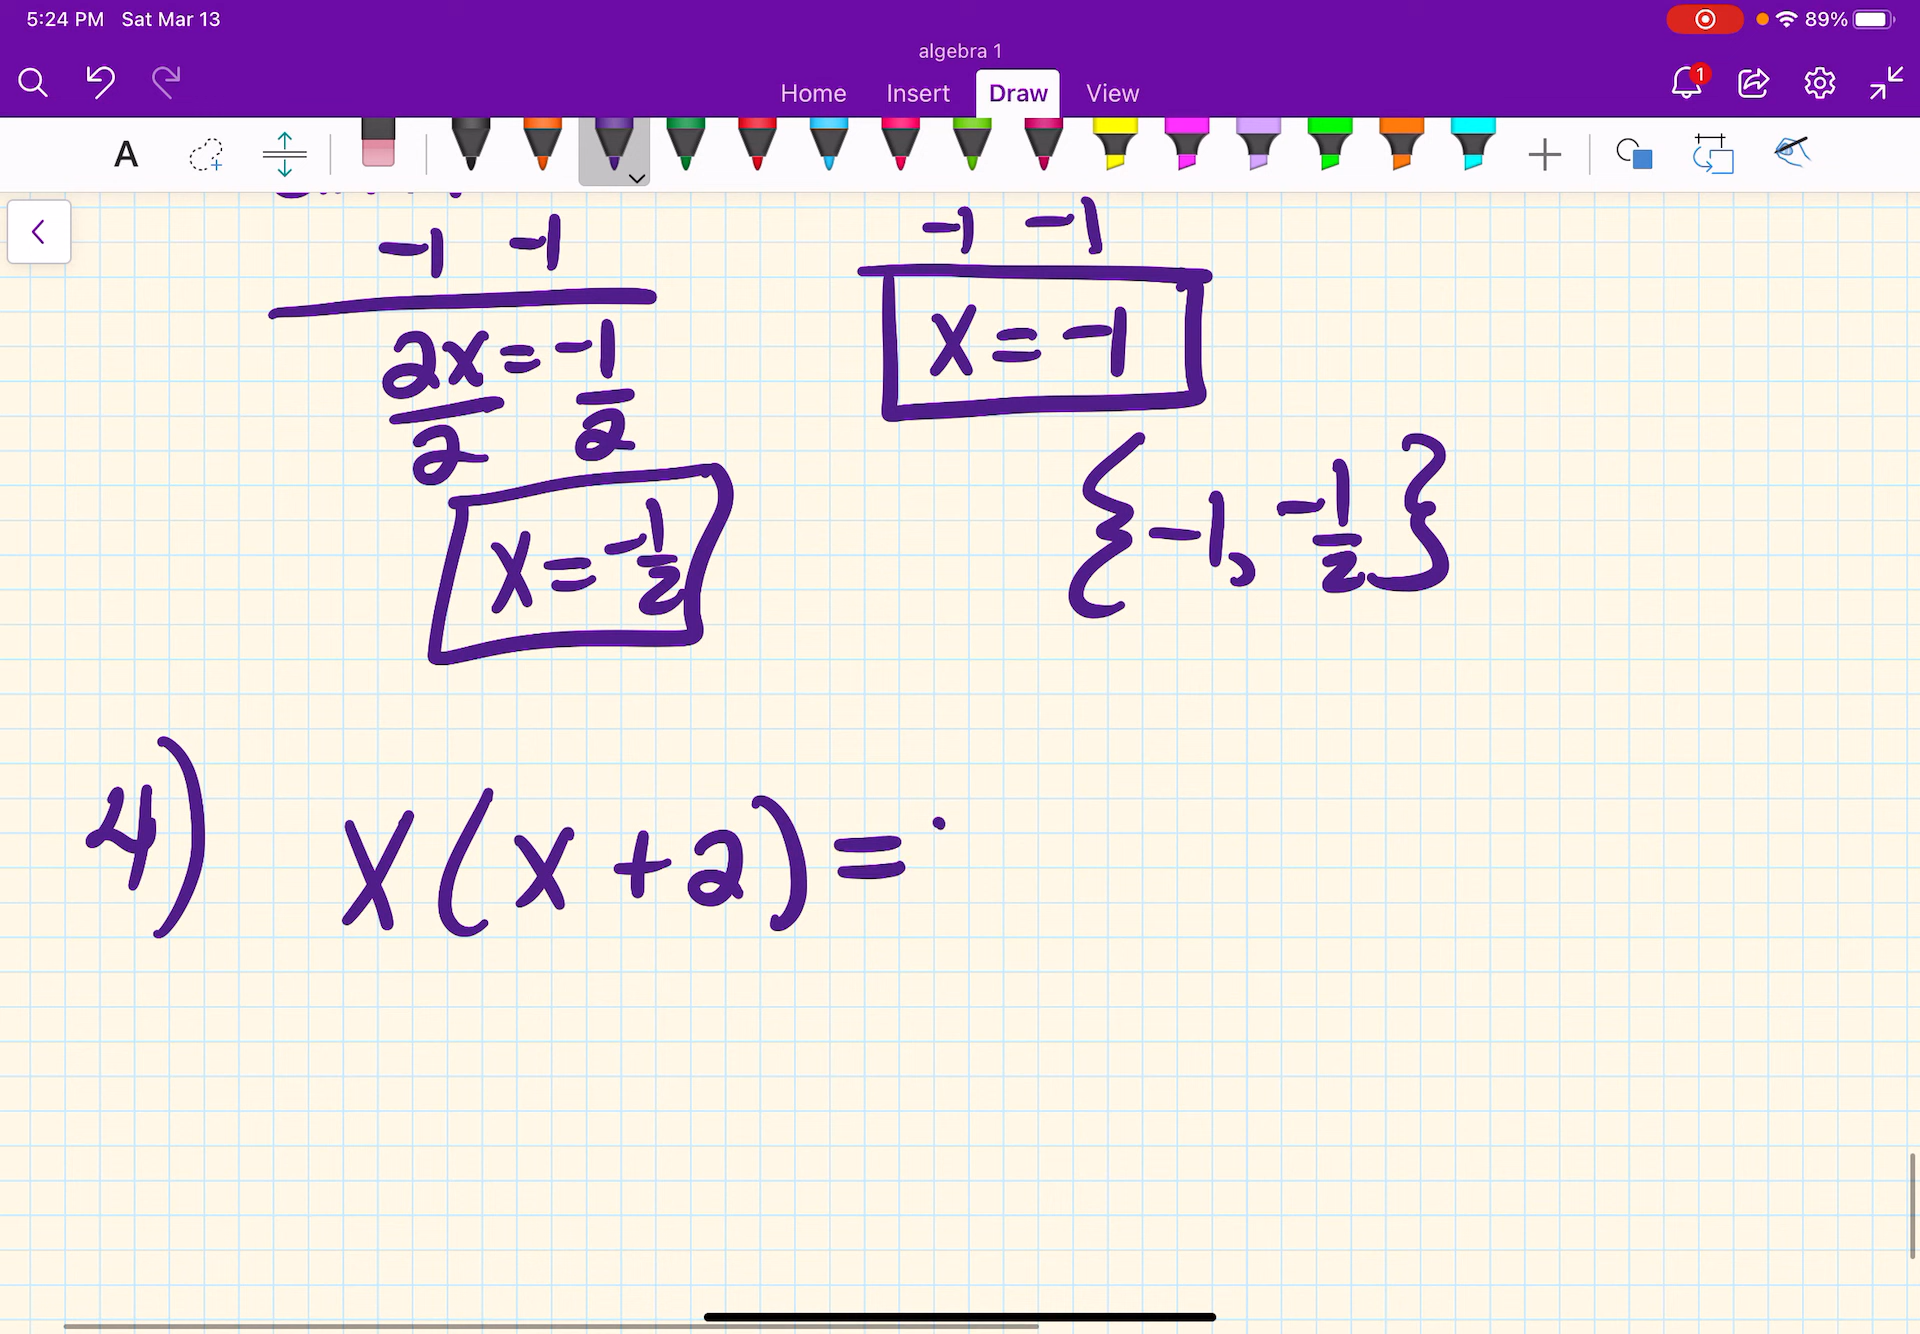 5:24 PM Sat Mar 13
89%
algebra 1
Home Insert Draw View
1
A
-1 -1
-1 -1
2x = -1
2 2
x = -1
x = -1/2
{-1, -1/2}
4) x(x+2)=